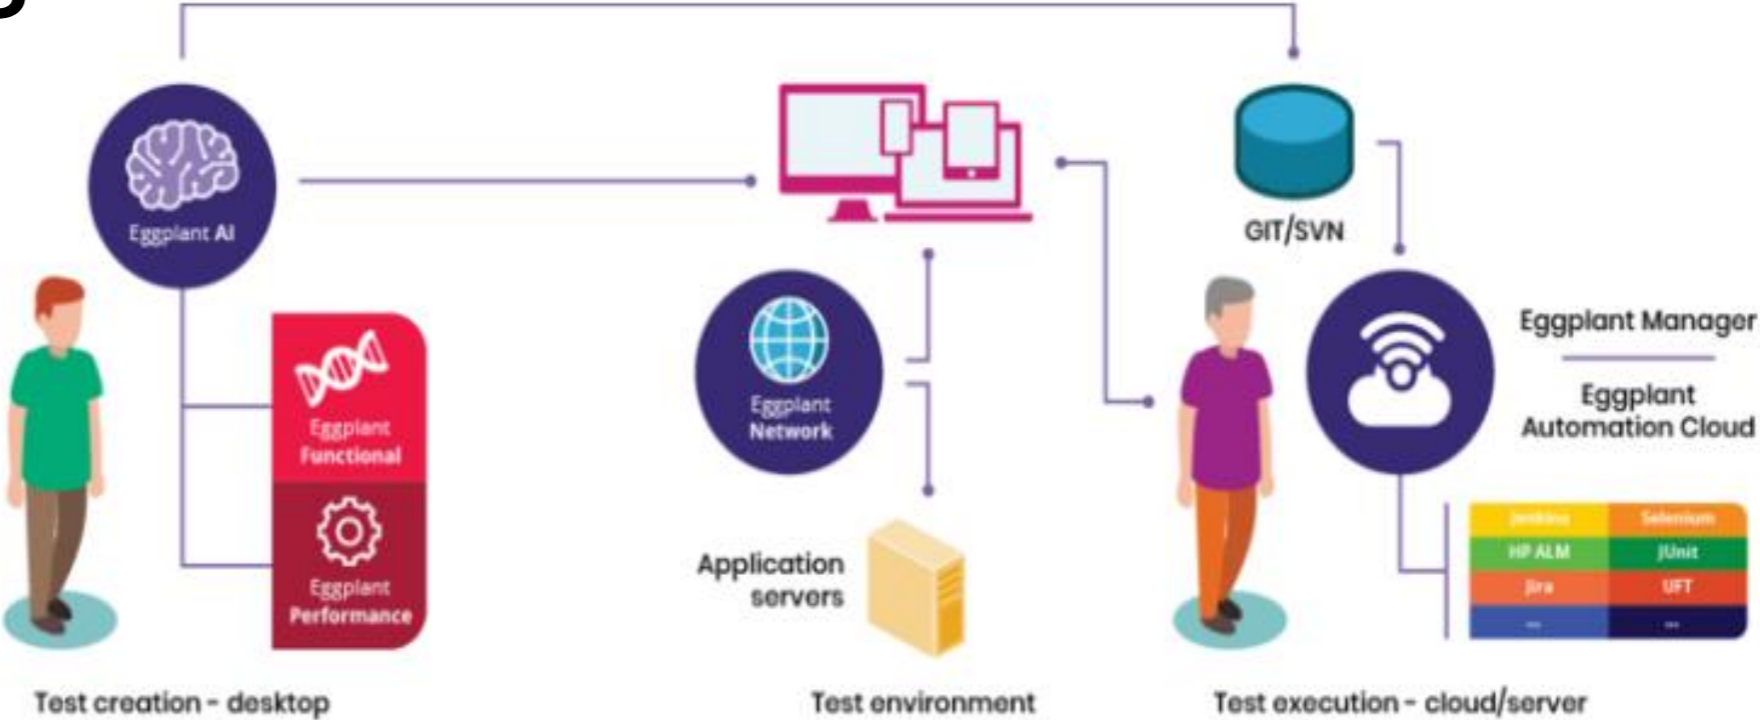 Eggplant AI
Eggplant
Functional
Eggplant
Performance
Test creation - desktop
Eggplant
Network
Application
servers
Test environment
GIT/SVN
Eggplant Manager
Eggplant
Automation Cloud
Jenkins Selenium
HP ALM JUnit
Jira UFT
... ...
Test execution - cloud/server